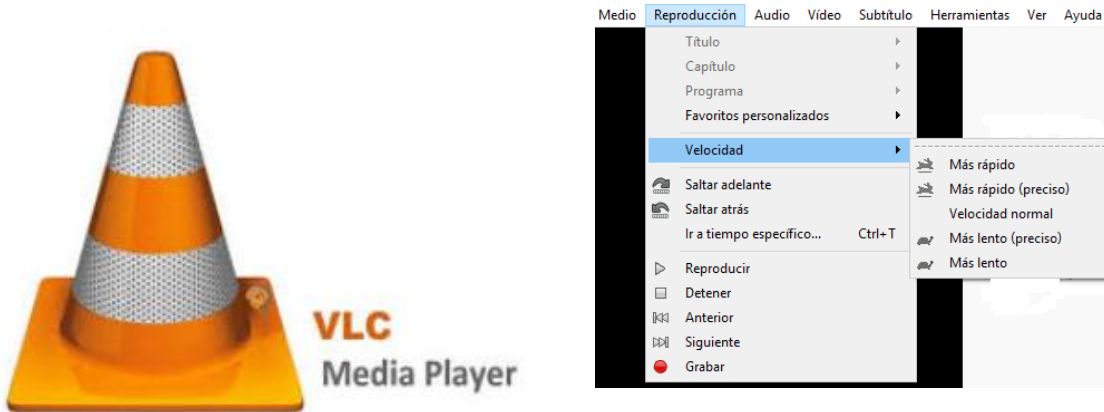 VLC
Media Player
Medio Reproducción Audio Vídeo Subtítulo Herramientas Ver Ayuda
Título
Capítulo
Programa
Favoritos personalizados
Velocidad
Saltar adelante
Saltar atrás
Ir a tiempo específico... Ctrl+T
Reproducir
Detener
Anterior
Siguiente
Grabar
Más rápido
Más rápido (preciso)
Velocidad normal
Más lento (preciso)
Más lento